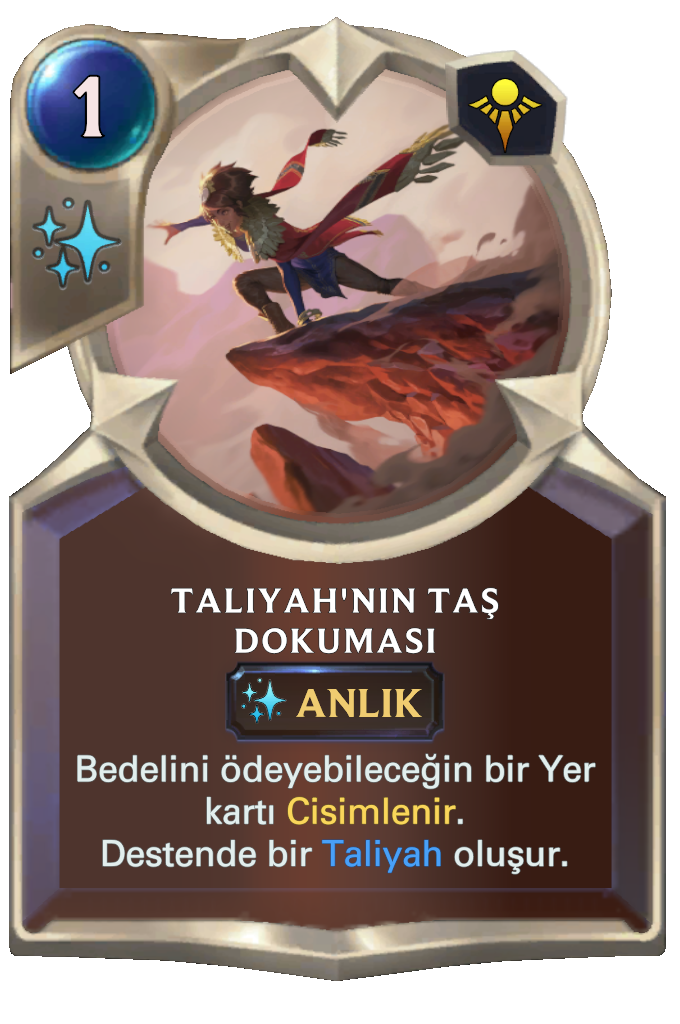 1
TALIYAH'NIN TAŞ
DOKUMASI
ANLIK
Bedelini ödeyebileceğin bir Yer
kartı Cisimlenir.
Destende bir Taliyah oluşur.